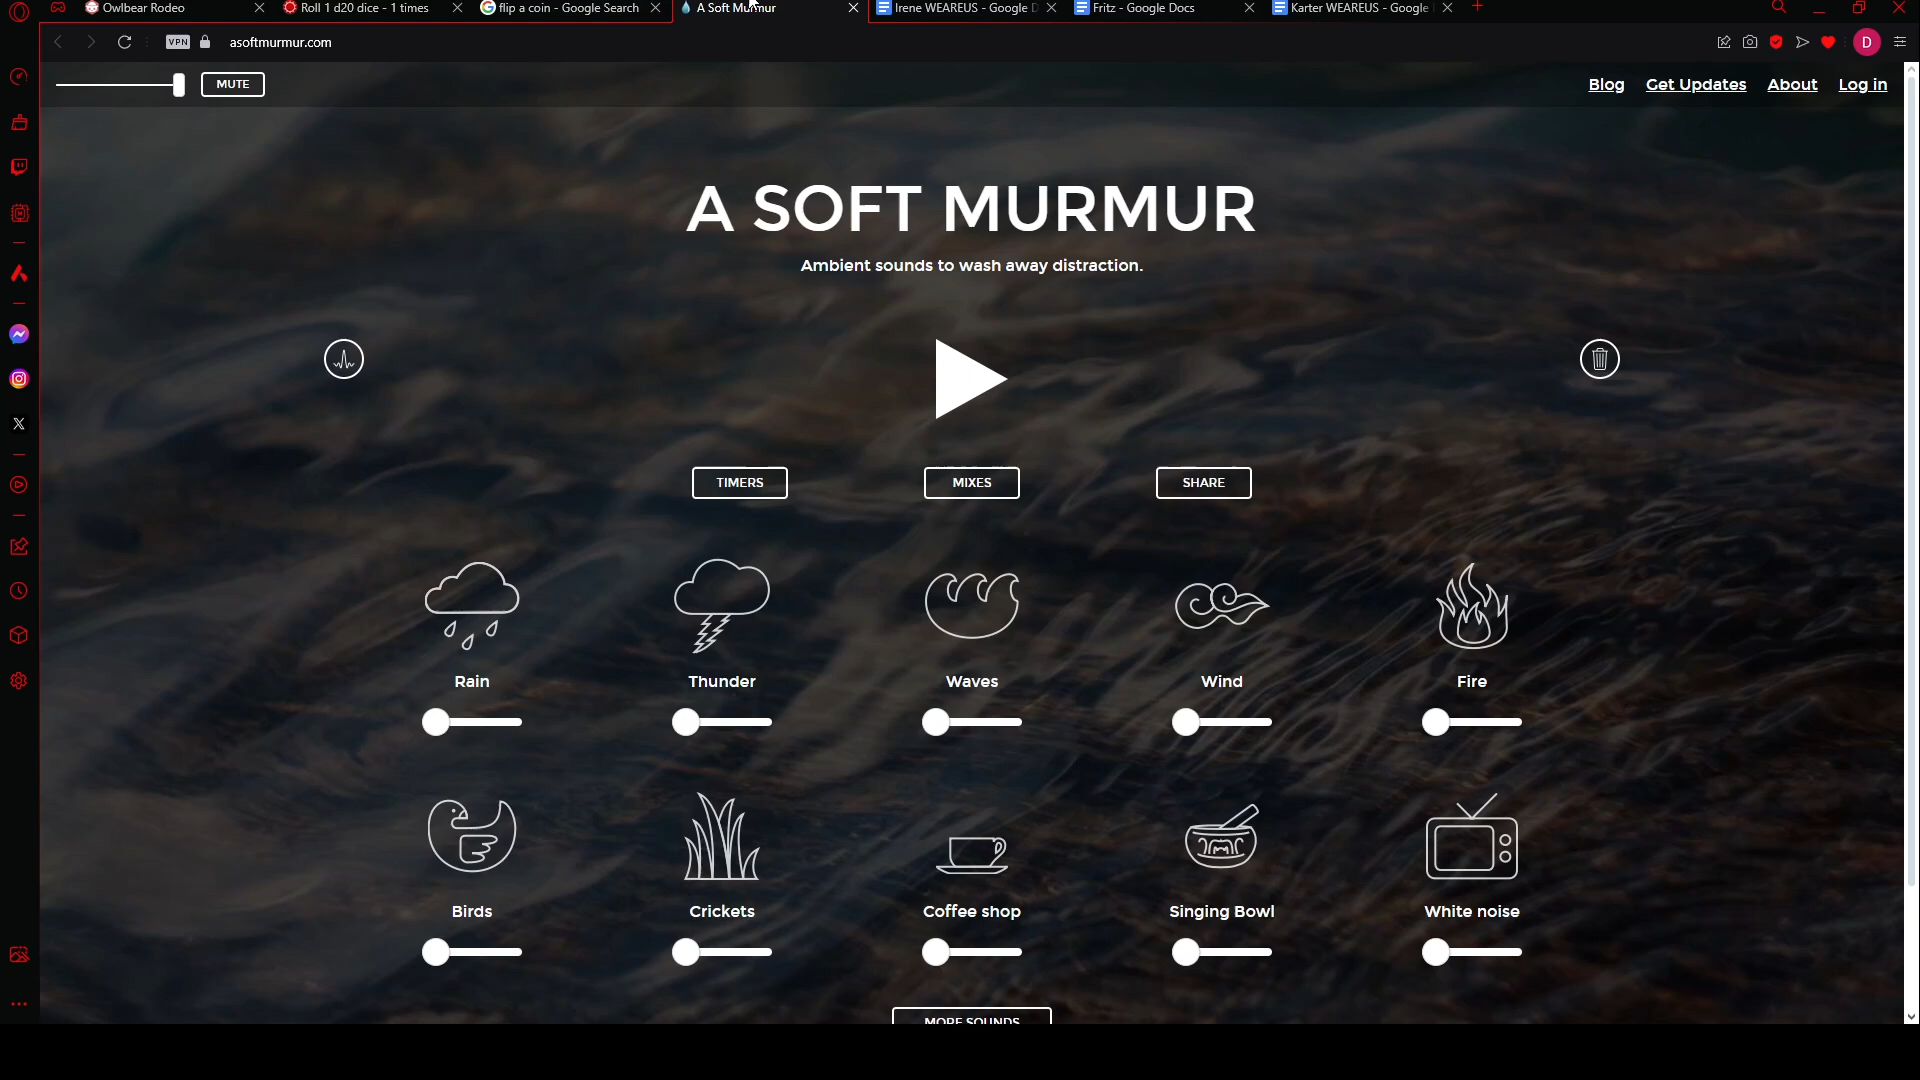 Owlbear Rodeo
Roll 1 d20 dice - 1 times
flip a coin - Google Search
A Soft Murmur
Irene WEAREUS - Google D
Fritz - Google Docs
Karter WEAREUS - Google
VPN
asoftmurmur.com
D
MUTE
Blog
Get Updates
About
Log in
A SOFT MURMUR
Ambient sounds to wash away distraction.
TIMERS
MIXES
SHARE
Rain
Thunder
Waves
Wind
Fire
Birds
Crickets
Coffee shop
Singing Bowl
White noise
MORE SOUNDS